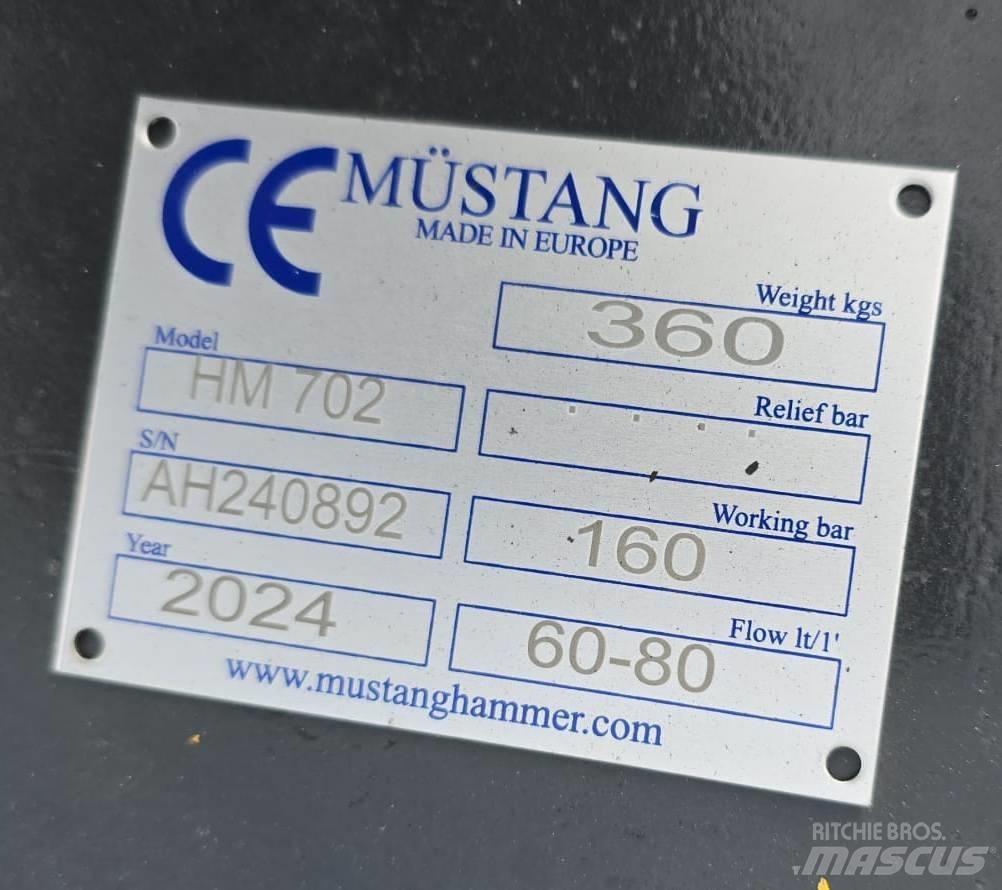 CE MÜSTANG
MADE IN EUROPE
Weight kgs
360
Model
HM 702
Relief bar
....
S/N
AH240892
Working bar
160
Year
2024
Flow lt/1'
60-80
www.mustanghammer.com
RITCHIE BROS.
MASCUS